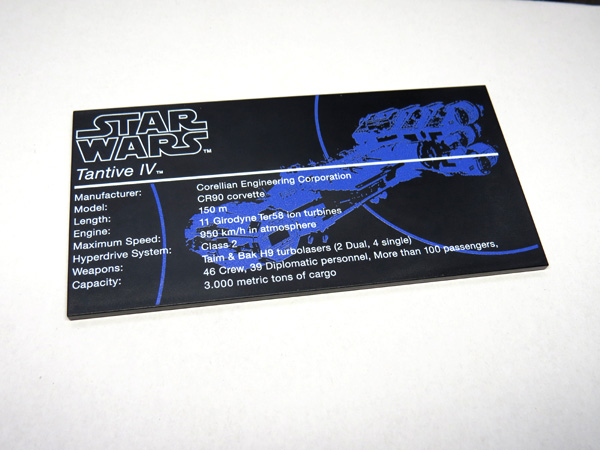 STAR
WARS™
Tantive IV™
Manufacturer: Corellian Engineering Corporation
Model: CR90 corvette
Length: 150 m
Engine: 11 Girodyne Ter58 ion turbines
Maximum Speed: 950 km/h in atmosphere
Hyperdrive System: Class 2
Weapons: Taim & Bak H9 turbolasers (2 Dual, 4 single)
Capacity: 46 Crew, 39 Diplomatic personnel, More than 100 passengers,
3.000 metric tons of cargo